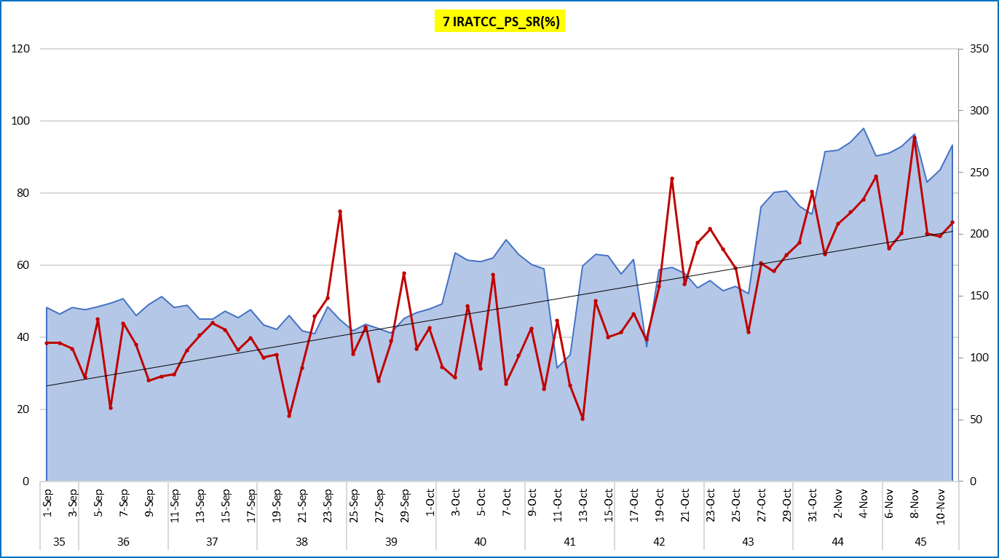 7 IRATCC_PS_SR(%)
120 350
100 300
80 250
60 200
40 150
20 100
0 50
0
1-Sep 3-Sep 5-Sep 7-Sep 9-Sep 11-Sep 13-Sep 15-Sep 17-Sep 19-Sep 21-Sep 23-Sep 25-Sep 27-Sep 29-Sep 1-Oct 3-Oct 5-Oct 7-Oct 9-Oct 11-Oct 13-Oct 15-Oct 17-Oct 19-Oct 21-Oct 23-Oct 25-Oct 27-Oct 29-Oct 31-Oct 2-Nov 4-Nov 6-Nov 8-Nov 10-Nov
35 36 37 38 39 40 41 42 43 44 45